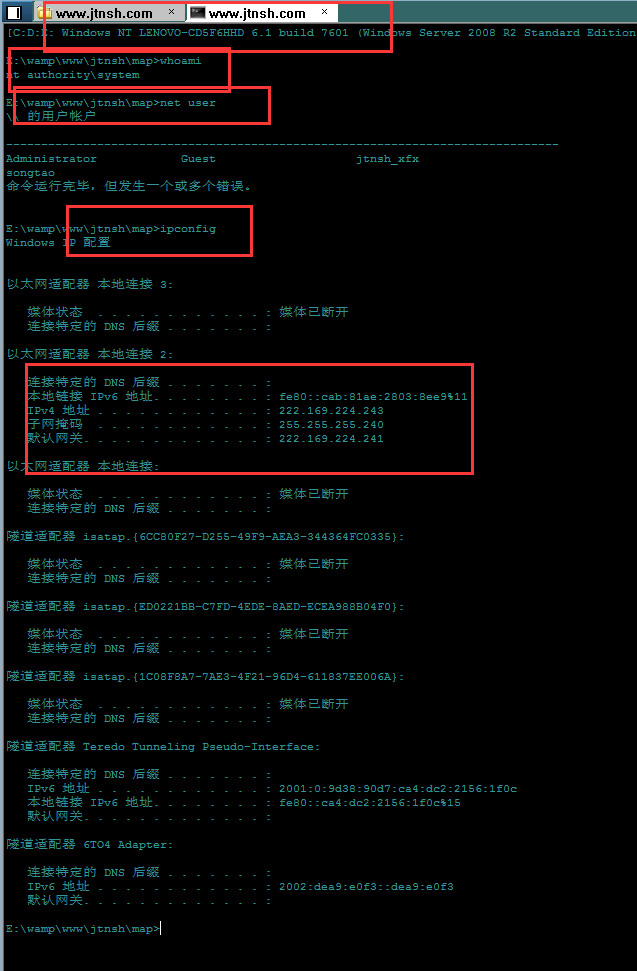 www.jtnsh.com × www.jtnsh.com ×
[C:D:E: Windows NT LENOVO-CD5F6HHD 6.1 build 7601 (Windows Server 2008 R2 Standard Edition
E:\wamp\www\jtnsh\map>whoami
nt authority\system
E:\wamp\www\jtnsh\map>net user
\\ 的用户帐户
-------------------------------------------------------------------------------
Administrator Guest jtnsh_xfx
songtao
命令运行完毕，但发生一个或多个错误。
E:\wamp\www\jtnsh\map>ipconfig
Windows IP 配置
以太网适配器 本地连接 3:
媒体状态 . . . . . . . . . . . . : 媒体已断开
连接特定的 DNS 后缀 . . . . . . . :
以太网适配器 本地连接 2:
连接特定的 DNS 后缀 . . . . . . . :
本地链接 IPv6 地址. . . . . . . . : fe80::cab:81ae:2803:8ee9%11
IPv4 地址 . . . . . . . . . . . . : 222.169.224.243
子网掩码 . . . . . . . . . . . . : 255.255.255.240
默认网关. . . . . . . . . . . . . : 222.169.224.241
以太网适配器 本地连接:
媒体状态 . . . . . . . . . . . . : 媒体已断开
连接特定的 DNS 后缀 . . . . . . . :
隧道适配器 isatap.{6CC80F27-D255-49F9-AEA3-344364FC0335}:
媒体状态 . . . . . . . . . . . . : 媒体已断开
连接特定的 DNS 后缀 . . . . . . . :
隧道适配器 isatap.{ED0221BB-C7FD-4EDE-8AED-ECEA988B04F0}:
媒体状态 . . . . . . . . . . . . : 媒体已断开
连接特定的 DNS 后缀 . . . . . . . :
隧道适配器 isatap.{1C08F8A7-7AE3-4F21-96D4-611837EE006A}:
媒体状态 . . . . . . . . . . . . : 媒体已断开
连接特定的 DNS 后缀 . . . . . . . :
隧道适配器 Teredo Tunneling Pseudo-Interface:
连接特定的 DNS 后缀 . . . . . . . :
IPv6 地址 . . . . . . . . . . . . : 2001:0:9d38:90d7:ca4:dc2:2156:1f0c
本地链接 IPv6 地址. . . . . . . . : fe80::ca4:dc2:2156:1f0c%15
默认网关. . . . . . . . . . . . . :
隧道适配器 6TO4 Adapter:
连接特定的 DNS 后缀 . . . . . . . :
IPv6 地址 . . . . . . . . . . . . : 2002:dea9:e0f3::dea9:e0f3
默认网关. . . . . . . . . . . . . :
E:\wamp\www\jtnsh\map>